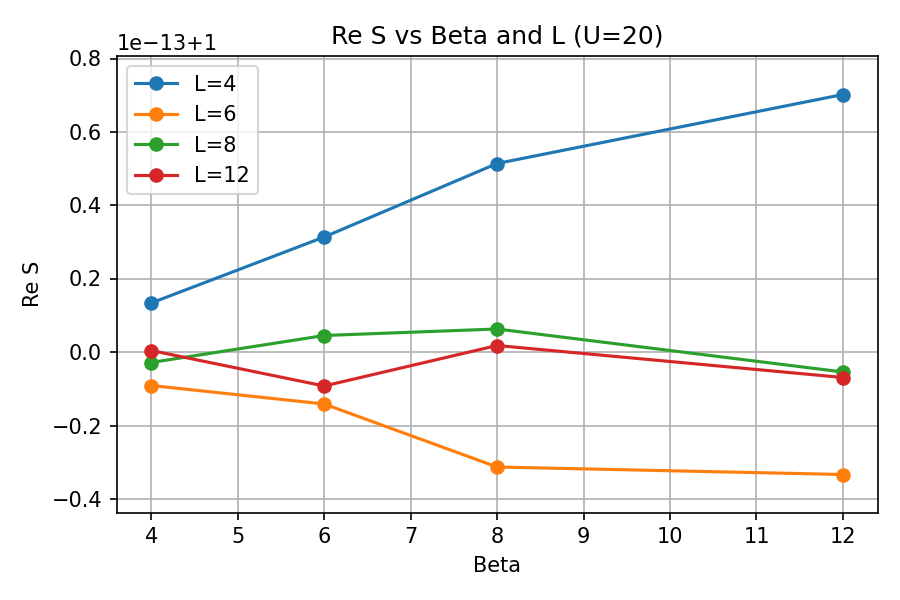 Re S vs Beta and L (U=20)
1e−13+1
L=4
L=6
L=8
L=12
0.8
0.6
0.4
0.2
0.0
−0.2
−0.4
Re S
4 5 6 7 8 9 10 11 12
Beta